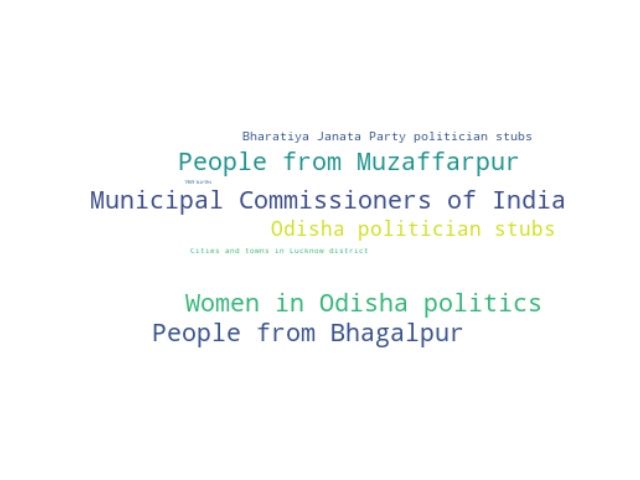 Bharatiya Janata Party politician stubs
People from Muzaffarpur
births
Municipal Commissioners of India
Odisha politician stubs
Cities and towns in Lucknow district
Women in Odisha politics
People from Bhagalpur